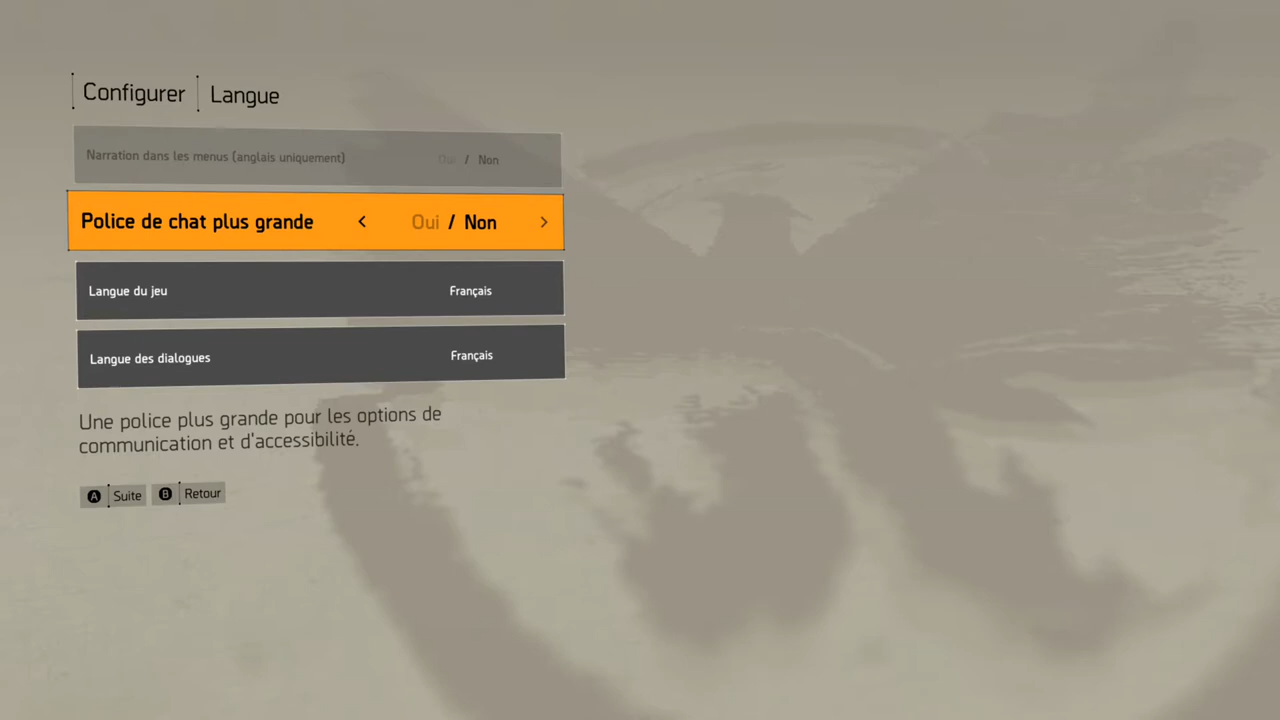 Configurer Langue
Narration dans les menus (anglais uniquement) Oui / Non
Police de chat plus grande Oui / Non
Langue du jeu Français
Langue des dialogues Français
Une police plus grande pour les options de
communication et d'accessibilité.
A Suite B Retour